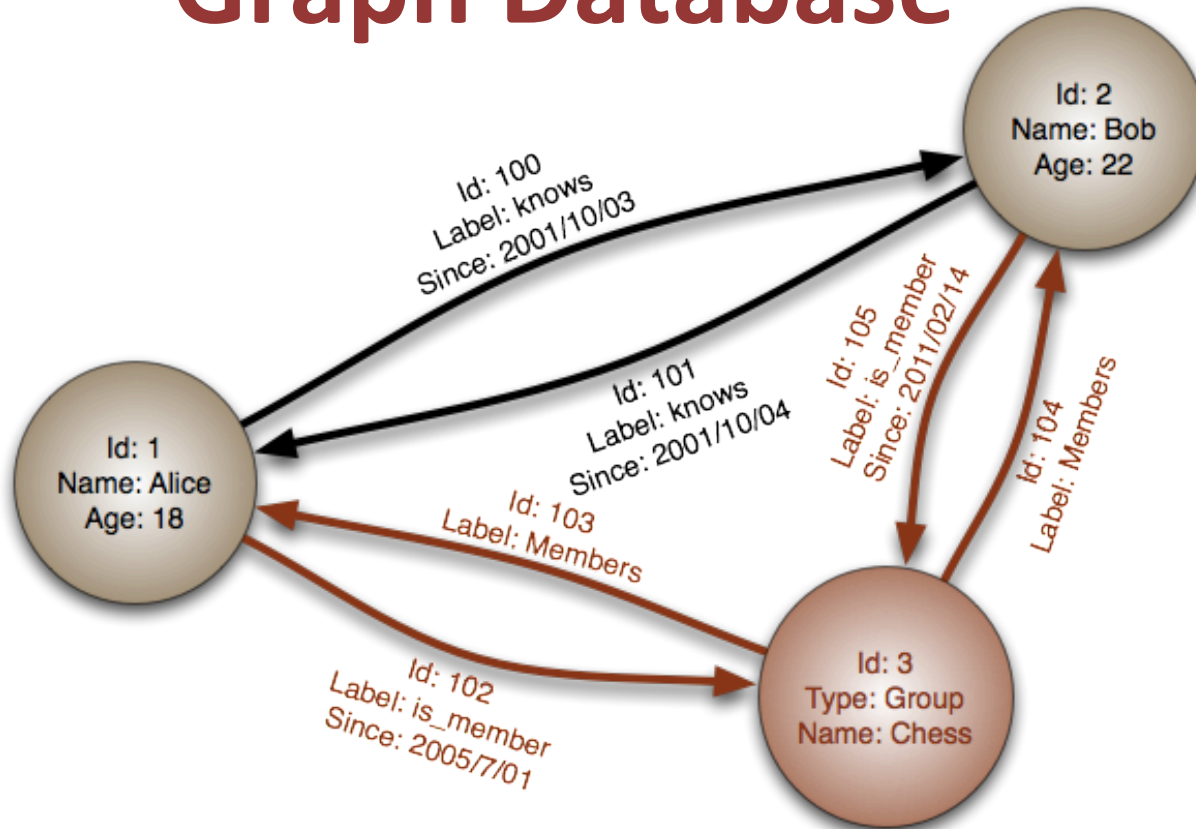 Graph Database
Id: 2
Name: Bob
Age: 22
Id: 100
Label: knows
Since: 2001/10/03
Id: 101
Label: knows
Since: 2001/10/04
Id: 105
Label: is_member
Since: 2011/02/14
Id: 104
Label: Members
Id: 1
Name: Alice
Age: 18
Id: 103
Label: Members
Id: 102
Label: is_member
Since: 2005/7/01
Id: 3
Type: Group
Name: Chess